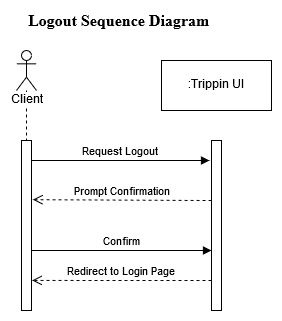 Logout Sequence Diagram
Client
:Trippin UI
Request Logout
Prompt Confirmation
Confirm
Redirect to Login Page